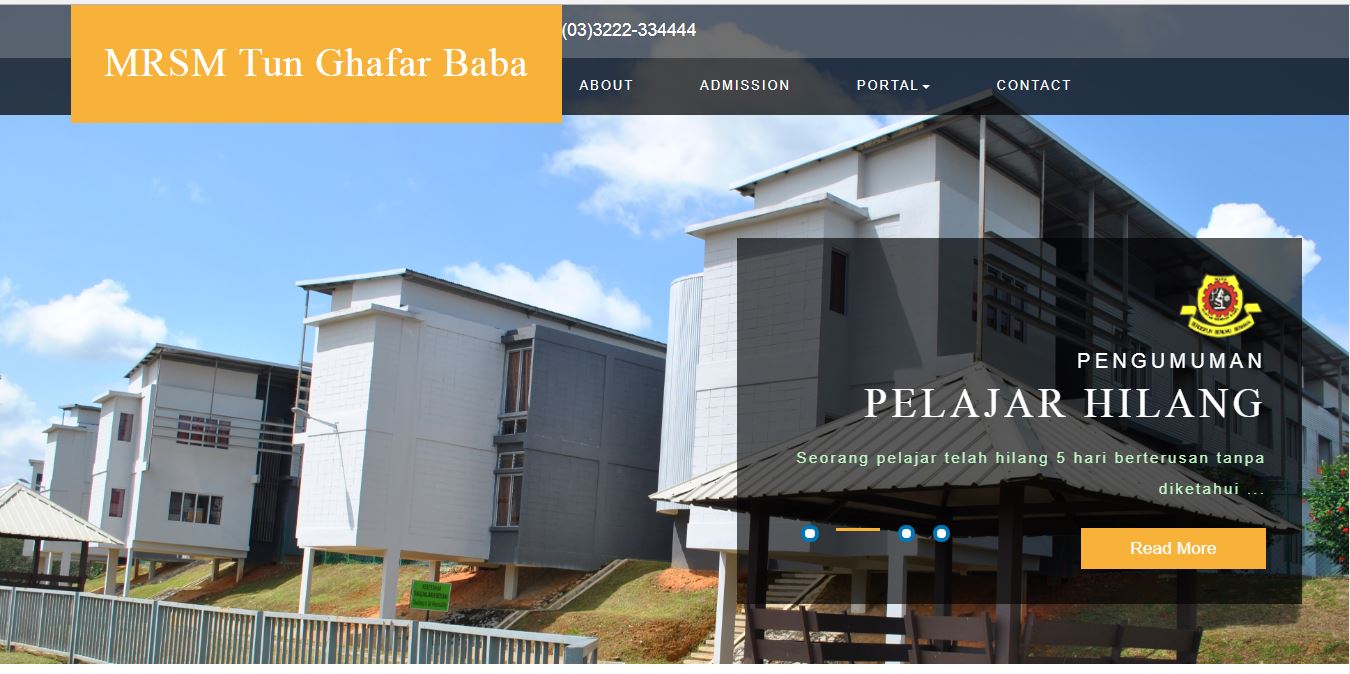 (03)3222-334444
MRSM Tun Ghafar Baba
ABOUT ADMISSION PORTAL CONTACT
PENGUMUMAN
PELAJAR HILANG
Seorang pelajar telah hilang 5 hari berterusan tanpa
diketahui ...
Read More